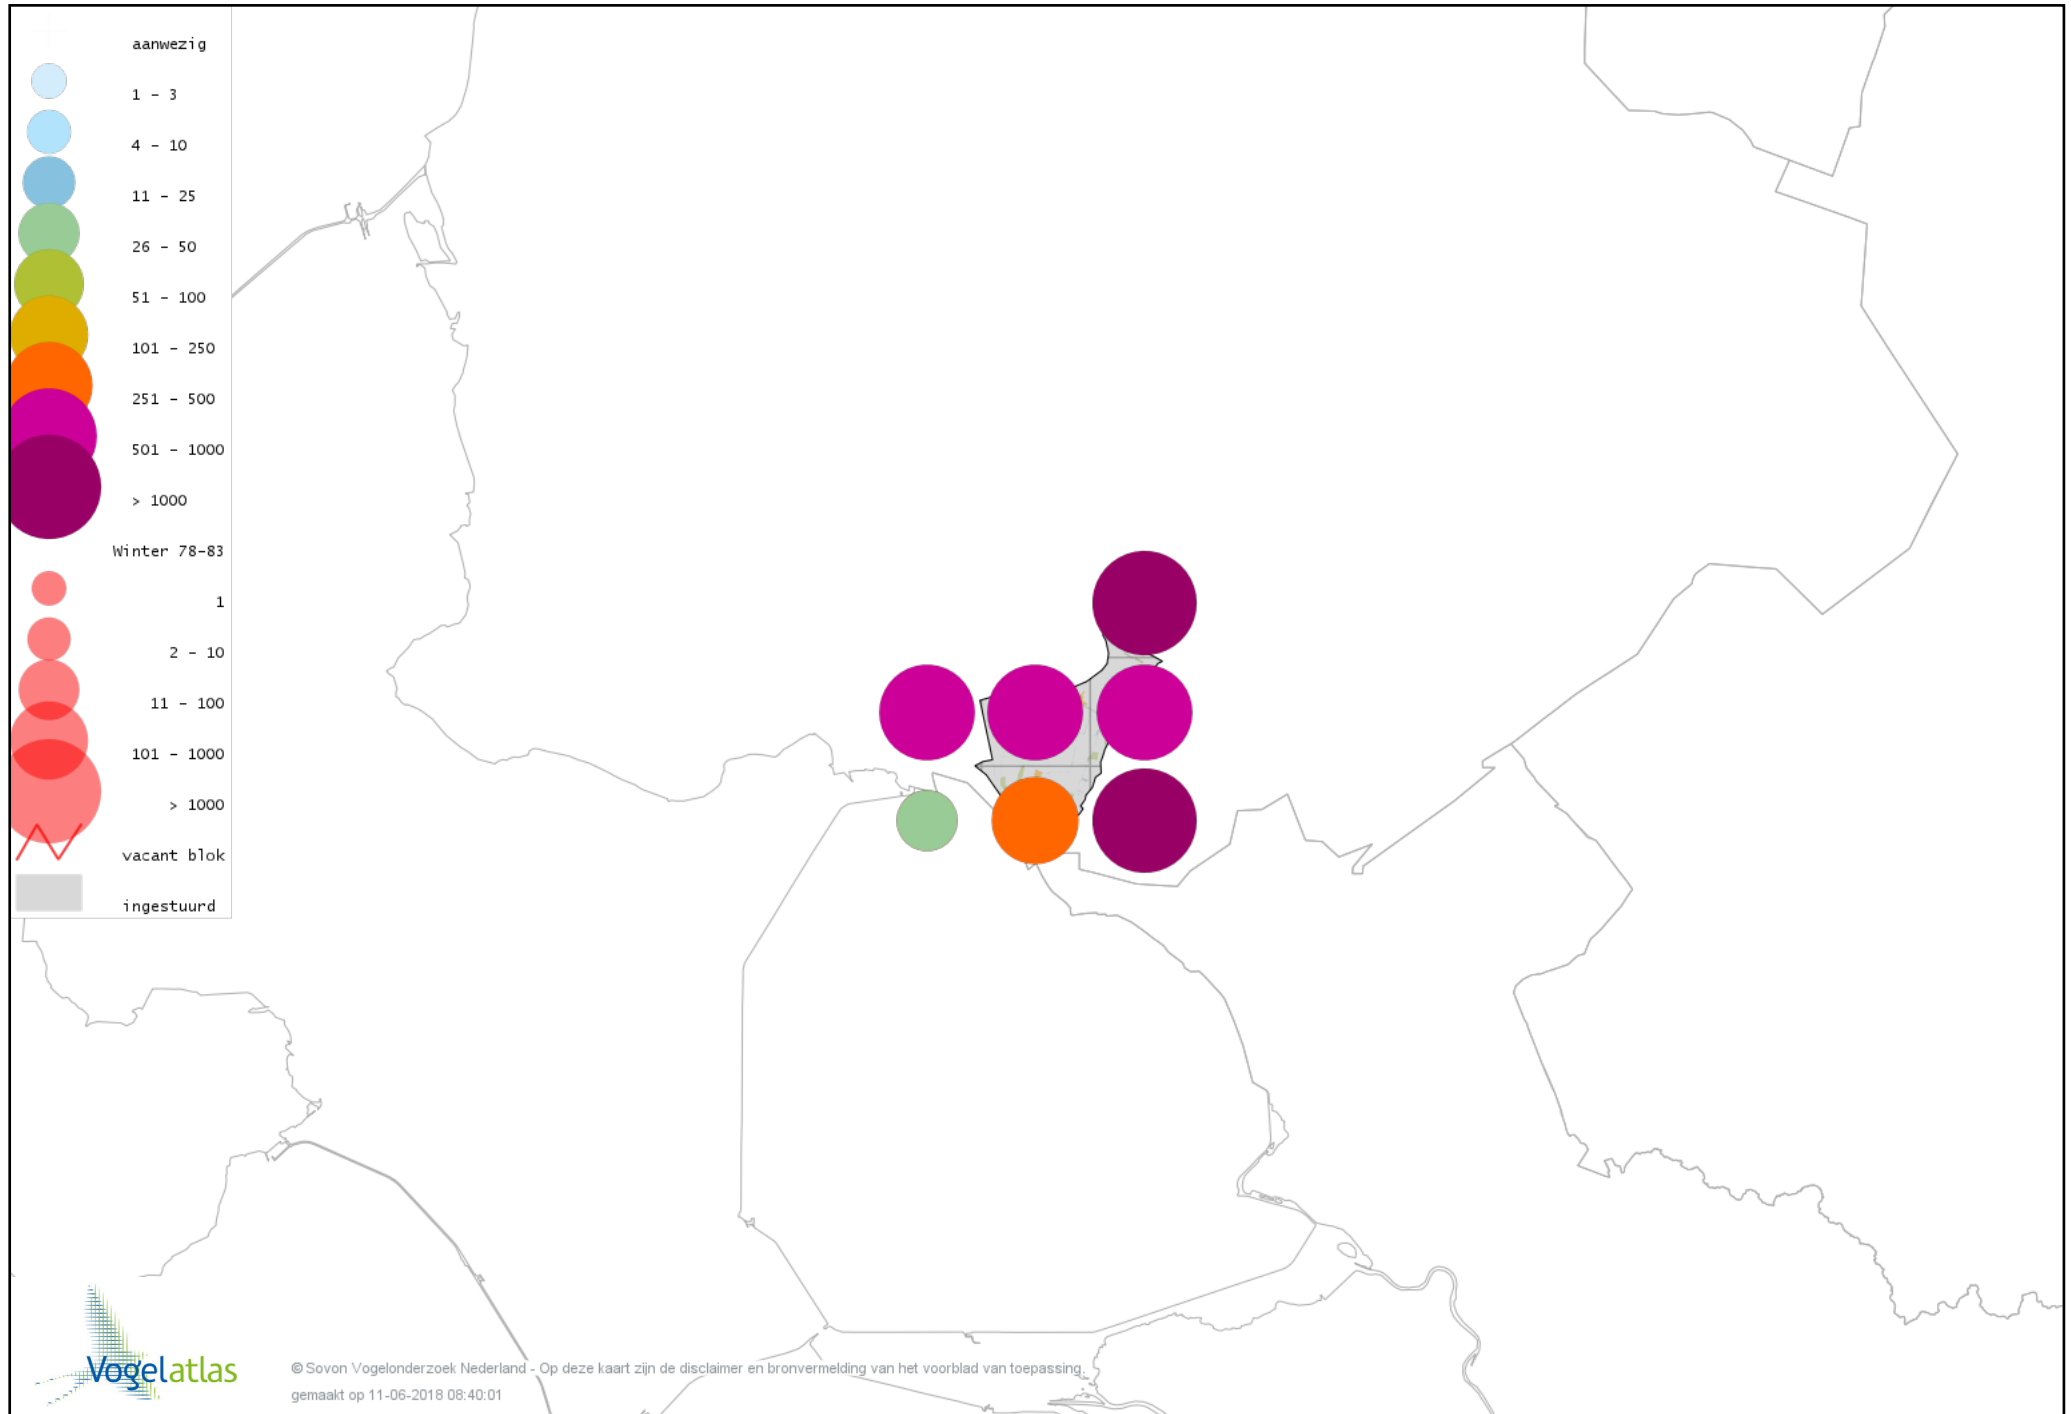 aanwezig
1 - 3
4 - 10
11 - 25
26 - 50
51 - 100
101 - 250
251 - 500
501 - 1000
> 1000
Winter 78-83
1
2 - 10
11 - 100
101 - 1000
> 1000
vacant blok
ingestuurd
Vogelatlas
© Sovon Vogelonderzoek Nederland - Op deze kaart zijn de disclaimer en bronvermelding van het voorblad van toepassing.
gemaakt op 11-06-2018 08:40:01